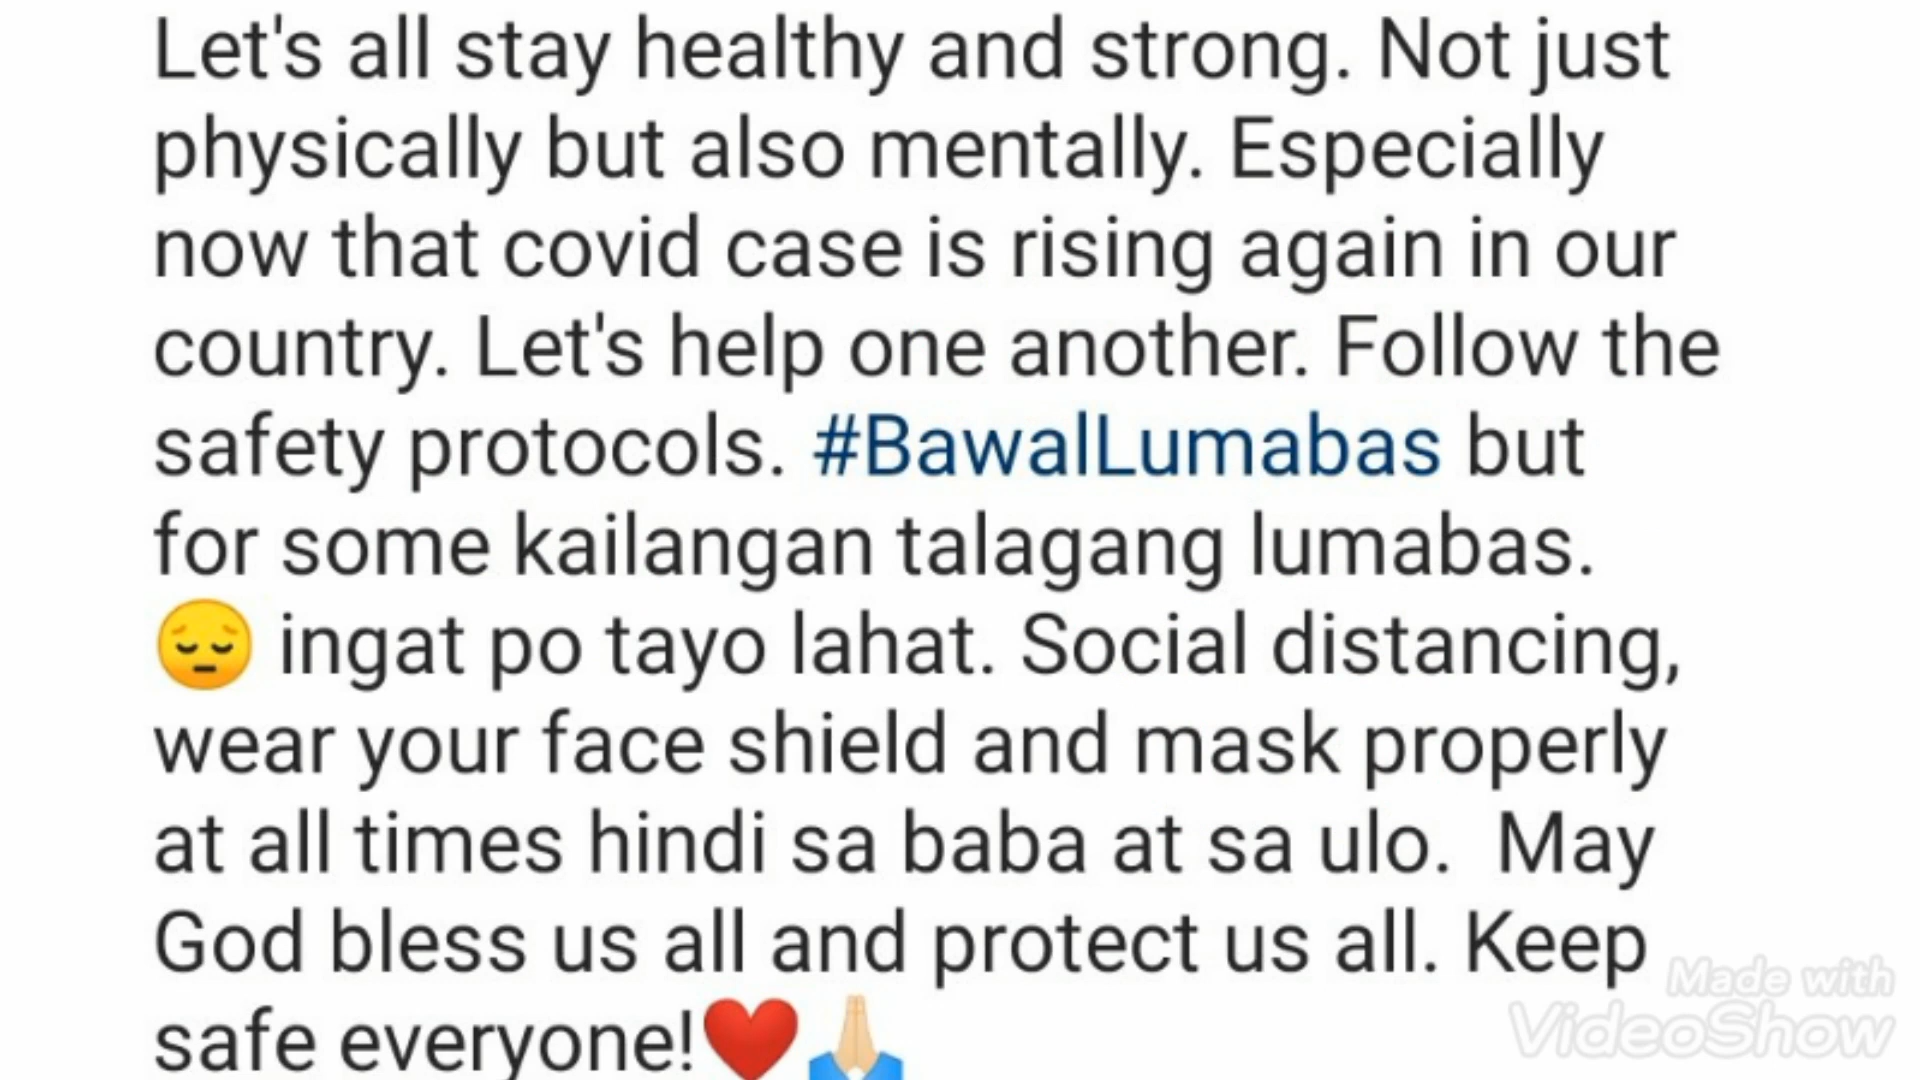 Let's all stay healthy and strong. Not just
physically but also mentally. Especially
now that covid case is rising again in our
country. Let's help one another. Follow the
safety protocols. #BawalLumabas but
for some kailangan talagang lumabas.
😔 ingat po tayo lahat. Social distancing,
wear your face shield and mask properly
at all times hindi sa baba at sa ulo.  May
God bless us all and protect us all. Keep
safe everyone!❤️🙏🏻
Made with
VideoShow